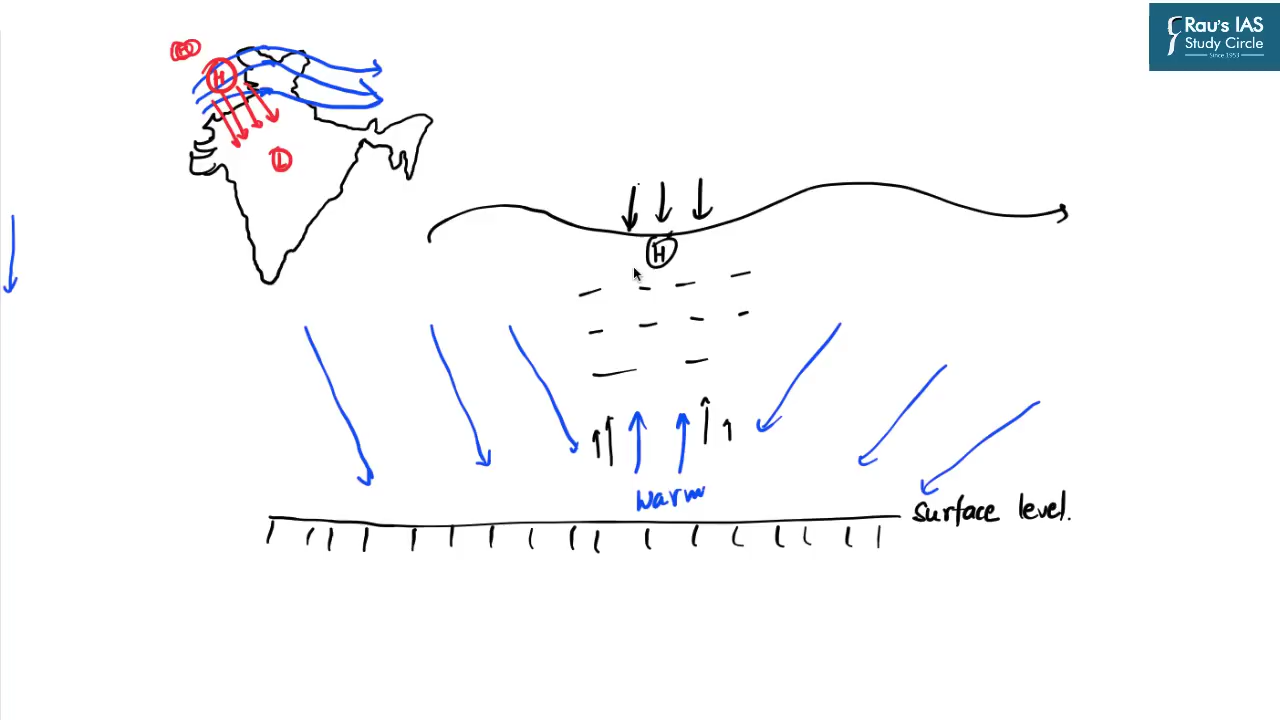 Rau's IAS
Study Circle
Since 1953
H
L
H
warm
surface level.